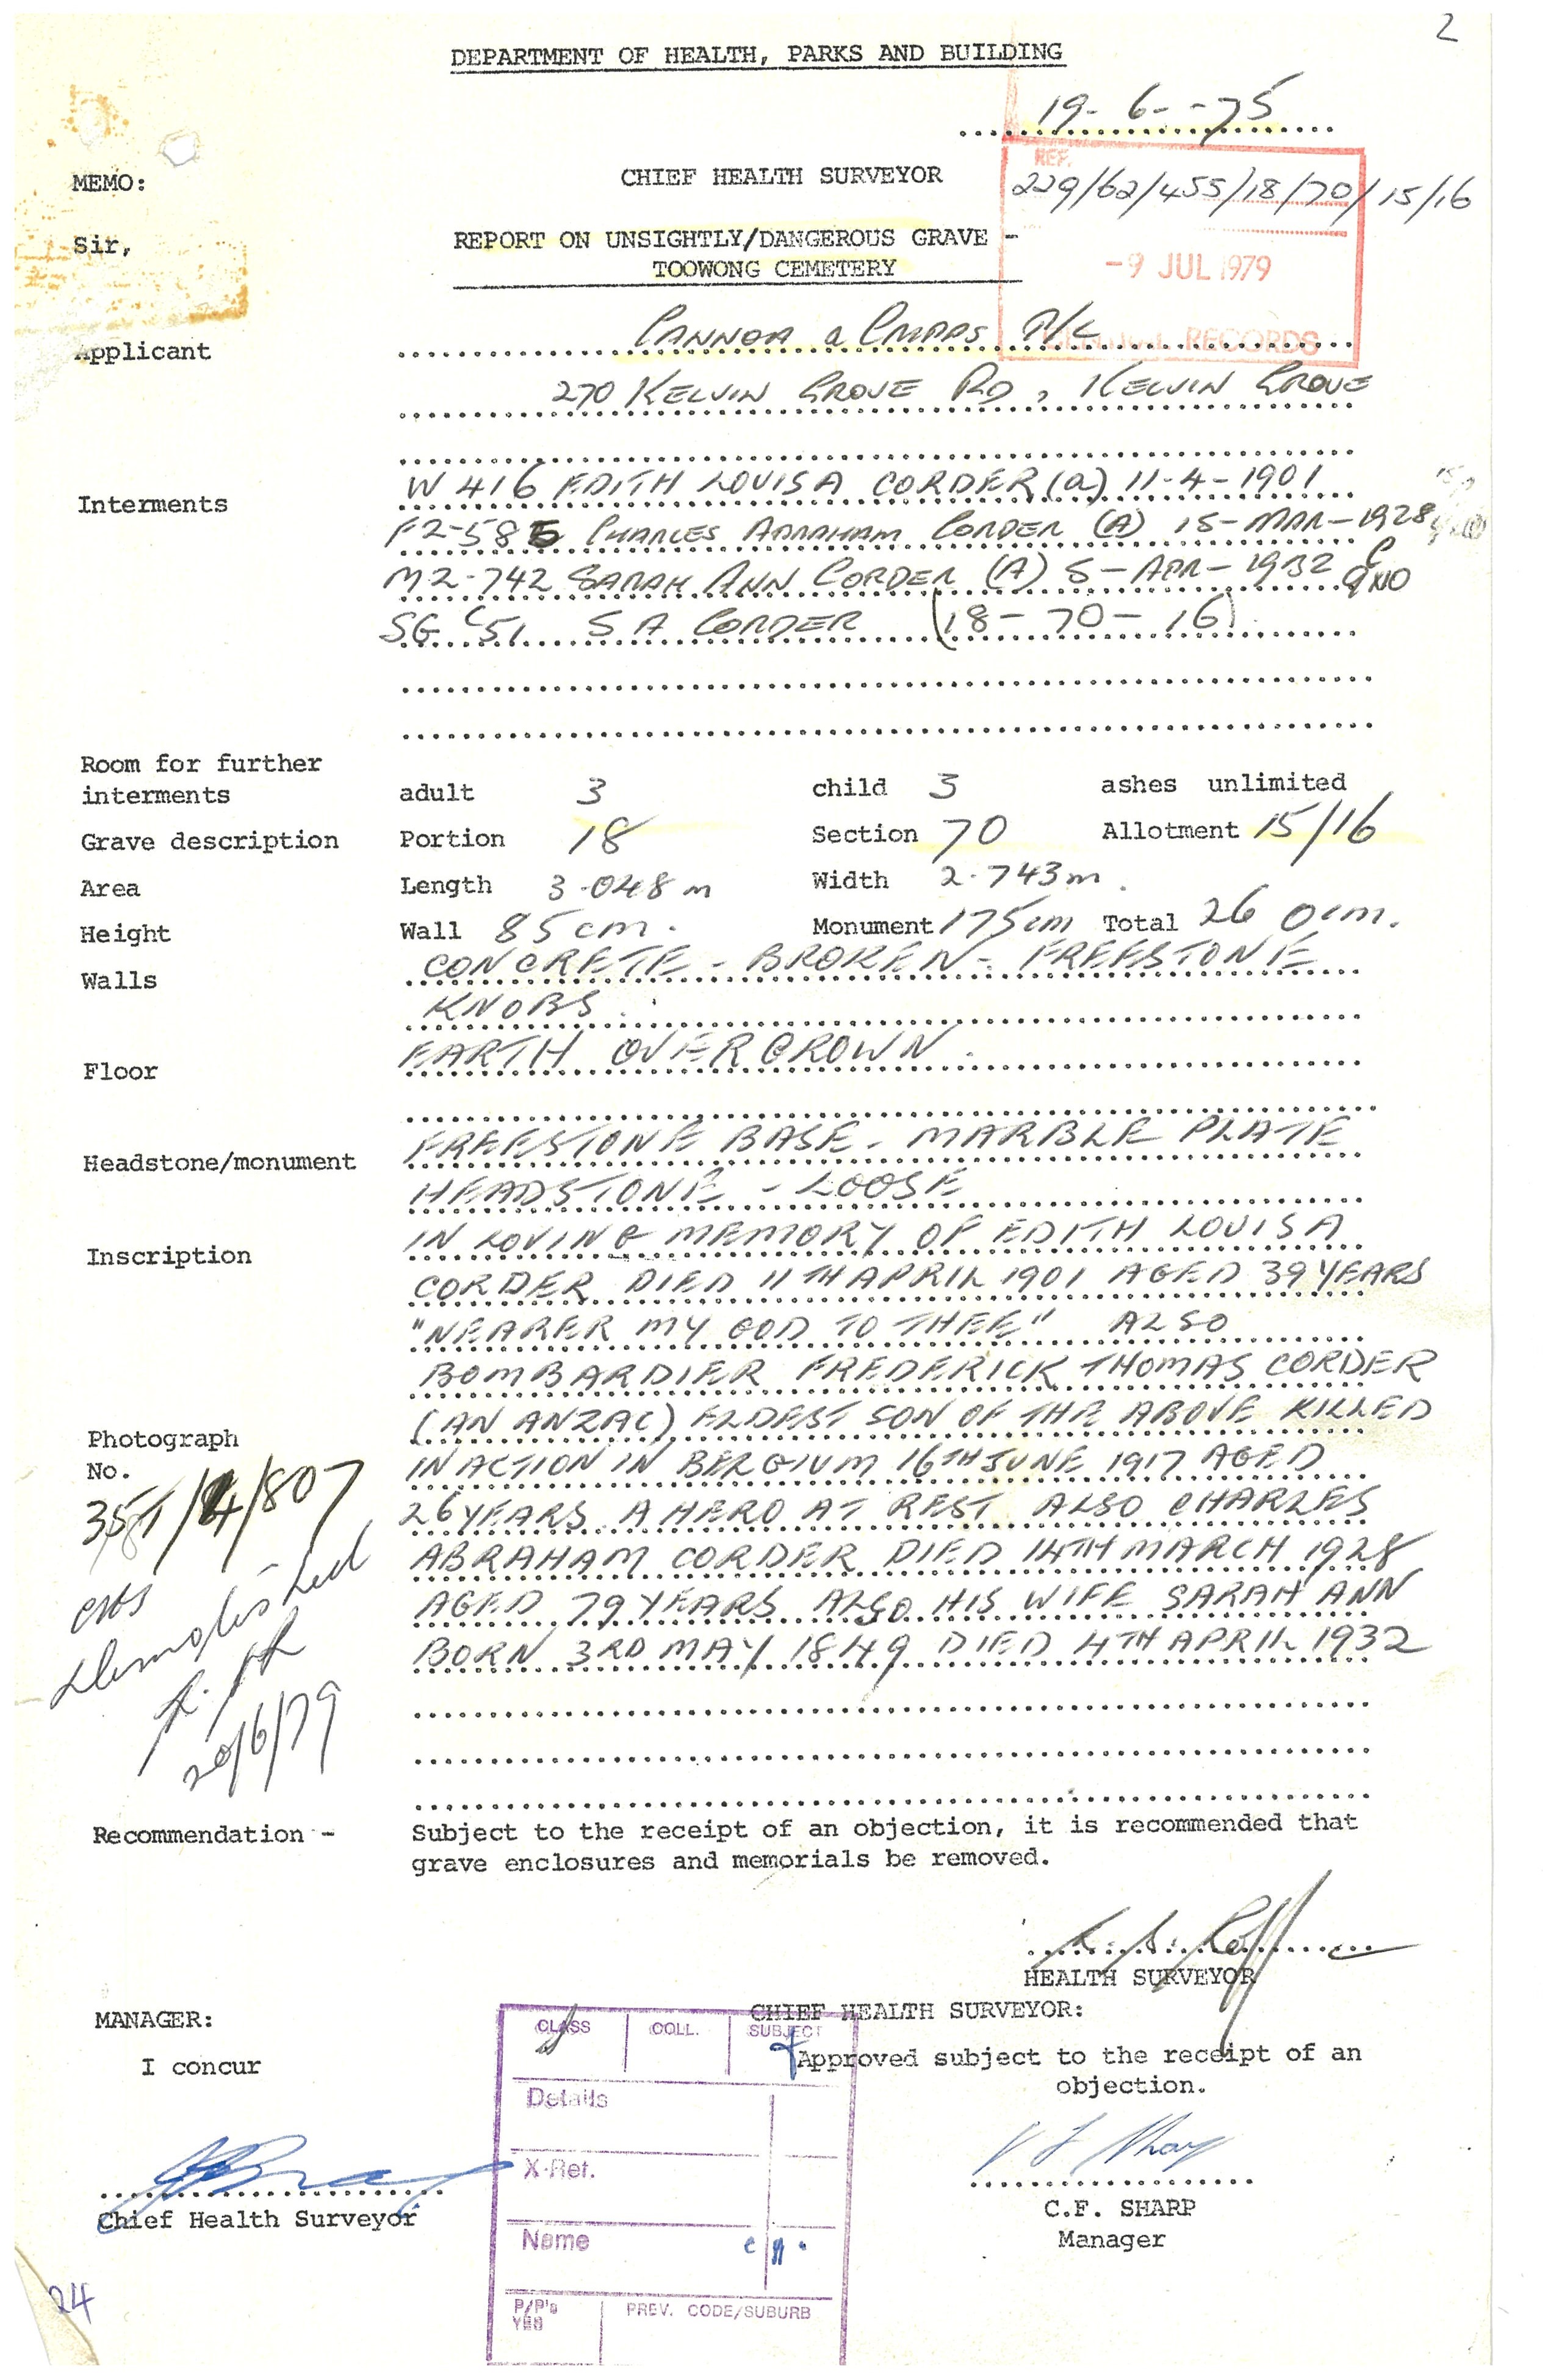 2
DEPARTMENT OF HEALTH, PARKS AND BUILDING
19-6--75
MEMO:
CHIEF HEALTH SURVEYOR
REF.
229/62/455/18/70/15/16
Sir,
REPORT ON UNSIGHTLY/DANGEROUS GRAVE -
TOOWONG CEMETERY
-9 JUL 1979
RECORDS
Applicant
270 KELVIN GROVE RD, KELVIN GROVE
Interments
W 416 EDITH LOUISA CORDER (a) 11-4-1901
F2-585 CHARLES ABRAHAM CORDER (A) 15-MAR-1928
M2-742 SARAH ANN CORDER (A) 5-APR-1932
SG C51 S A CORDER (18-70-16)
Room for further
interments adult 3 child 3 ashes unlimited
Grave description Portion 18 Section 70 Allotment 15/16
Area Length 3.048m Width 2.743m.
Height Wall 85cm. Monument 175cm Total 260cm.
Walls CONCRETE - BROKEN - FREESTONE
KNOBS.
Floor EARTH OVERGROWN.
Headstone/monument FREESTONE BASE - MARBLE PLATE
HEADSTONE - LOOSE
Inscription IN LOVING MEMORY OF EDITH LOUISA
CORDER DIED 11TH APRIL 1901 AGED 39 YEARS
"NEARER MY GOD TO THEE" ALSO
BOMBARDIER FREDERICK THOMAS CORDER
(AN ANZAC) ELDEST SON OF THE ABOVE KILLED
IN ACTION IN BERGIUM 16TH JUNE 1917 AGED
26 YEARS A HERO AT REST ALSO CHARLES
ABRAHAM CORDER DIED 14TH MARCH 1928
AGED 79 YEARS ALSO HIS WIFE SARAH ANN
BORN 3RD MAY 1849 DIED 4TH APRIL 1932
Photograph
No.
/4/807
Demolished
20/6/79
Recommendation - Subject to the receipt of an objection, it is recommended that
grave enclosures and memorials be removed.
HEALTH SURVEYOR
MANAGER:
CHIEF HEALTH SURVEYOR:
I concur
Approved subject to the receipt of an
objection.
CLASS COLL. SUBJECT
Details
X-Ref.
Name
P/P's
YES
PREV. CODE/SUBURB
Chief Health Surveyor
C.F. SHARP
Manager
24